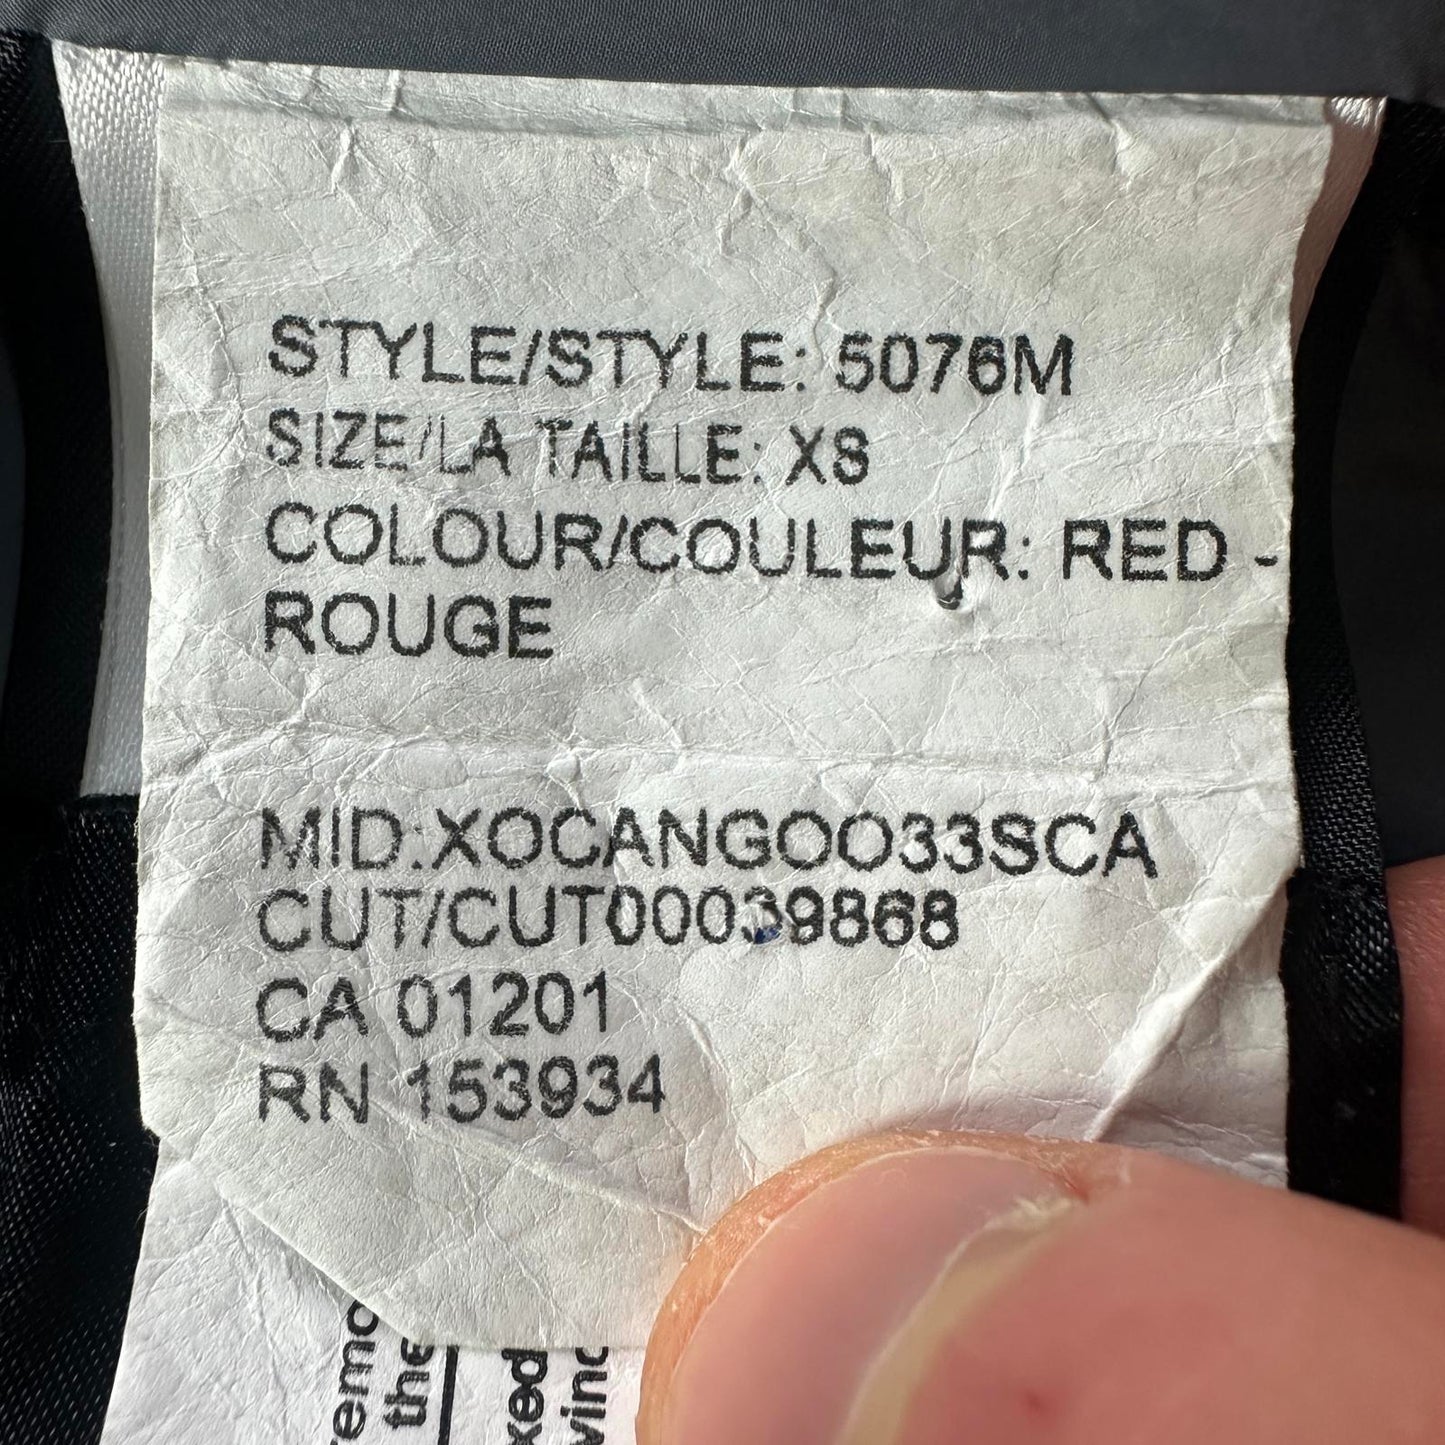 STYLE/STYLE: 5076M
SIZE/LA TAILLE: XS
COLOUR/COULEUR: RED -
ROUGE
MID:XOCANGOO33SCA
CUT/CUT00039868
CA 01201
RN 153934
the